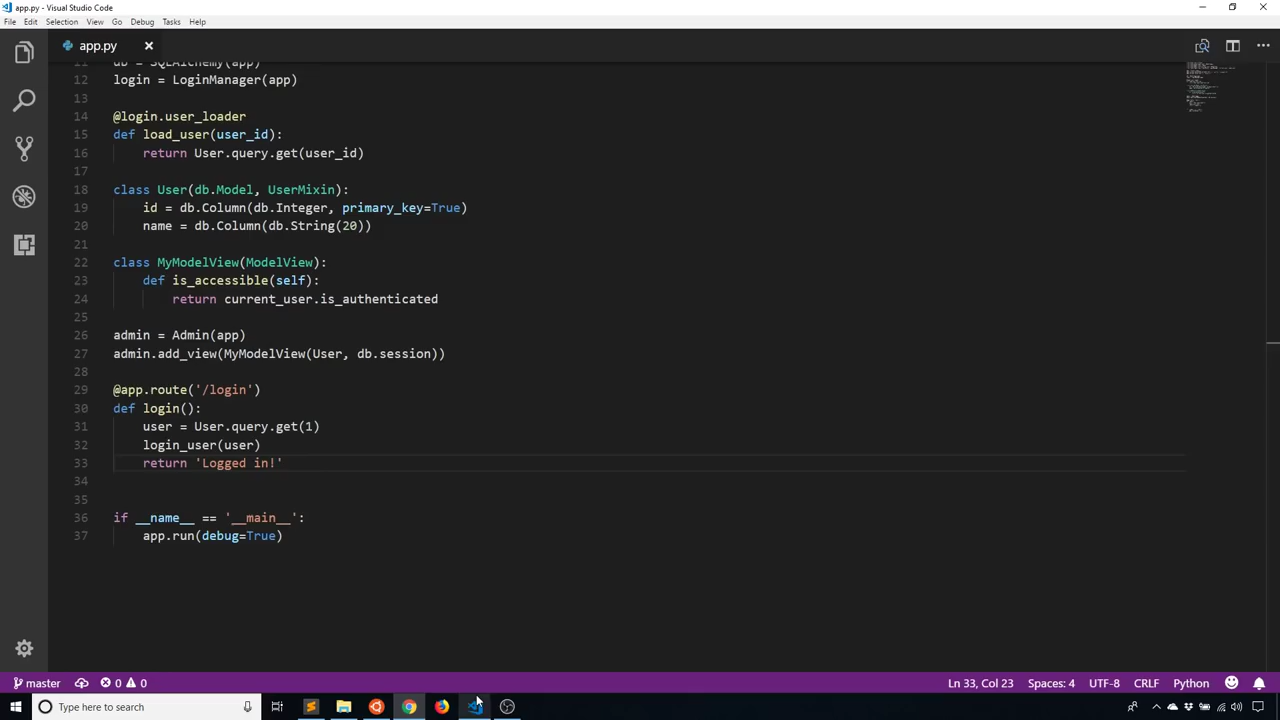 app.py - Visual Studio Code
File Edit Selection View Go Debug Tasks Help
app.py
11 db = SQLAlchemy(app)
12 login = LoginManager(app)
13
14 @login.user_loader
15 def load_user(user_id):
16 return User.query.get(user_id)
17
18 class User(db.Model, UserMixin):
19 id = db.Column(db.Integer, primary_key=True)
20 name = db.Column(db.String(20))
21
22 class MyModelView(ModelView):
23 def is_accessible(self):
24 return current_user.is_authenticated
25
26 admin = Admin(app)
27 admin.add_view(MyModelView(User, db.session))
28
29 @app.route('/login')
30 def login():
31 user = User.query.get(1)
32 login_user(user)
33 return 'Logged in!'
34
35
36 if __name__ == '__main__':
37 app.run(debug=True)
master 0 0 Ln 33, Col 23 Spaces: 4 UTF-8 CRLF Python
Type here to search